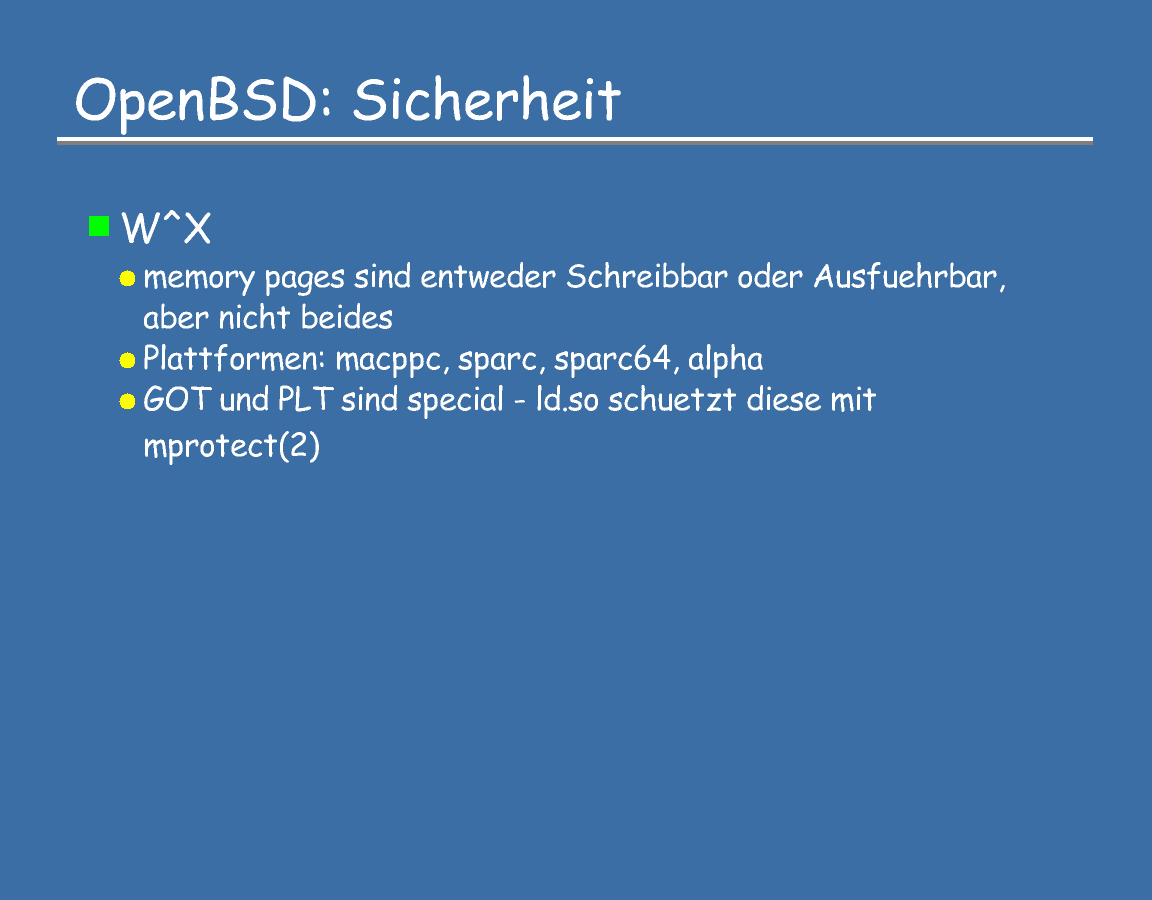 OpenBSD: Sicherheit
W^X
memory pages sind entweder Schreibbar oder Ausfuehrbar,
aber nicht beides
Plattformen: macppc, sparc, sparc64, alpha
GOT und PLT sind special - ld.so schuetzt diese mit
mprotect(2)